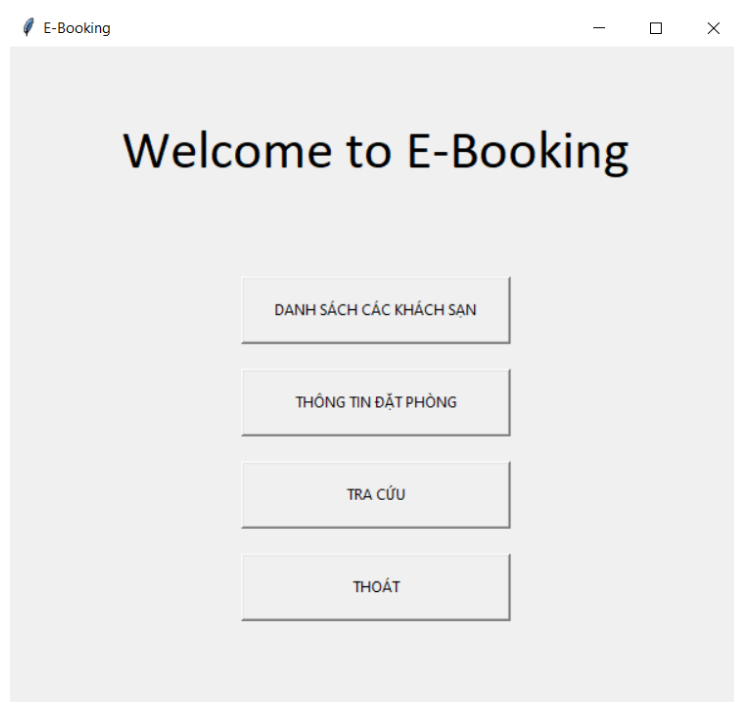 E-Booking
Welcome to E-Booking
DANH SÁCH CÁC KHÁCH SẠN
THÔNG TIN ĐẶT PHÒNG
TRA CỨU
THOÁT